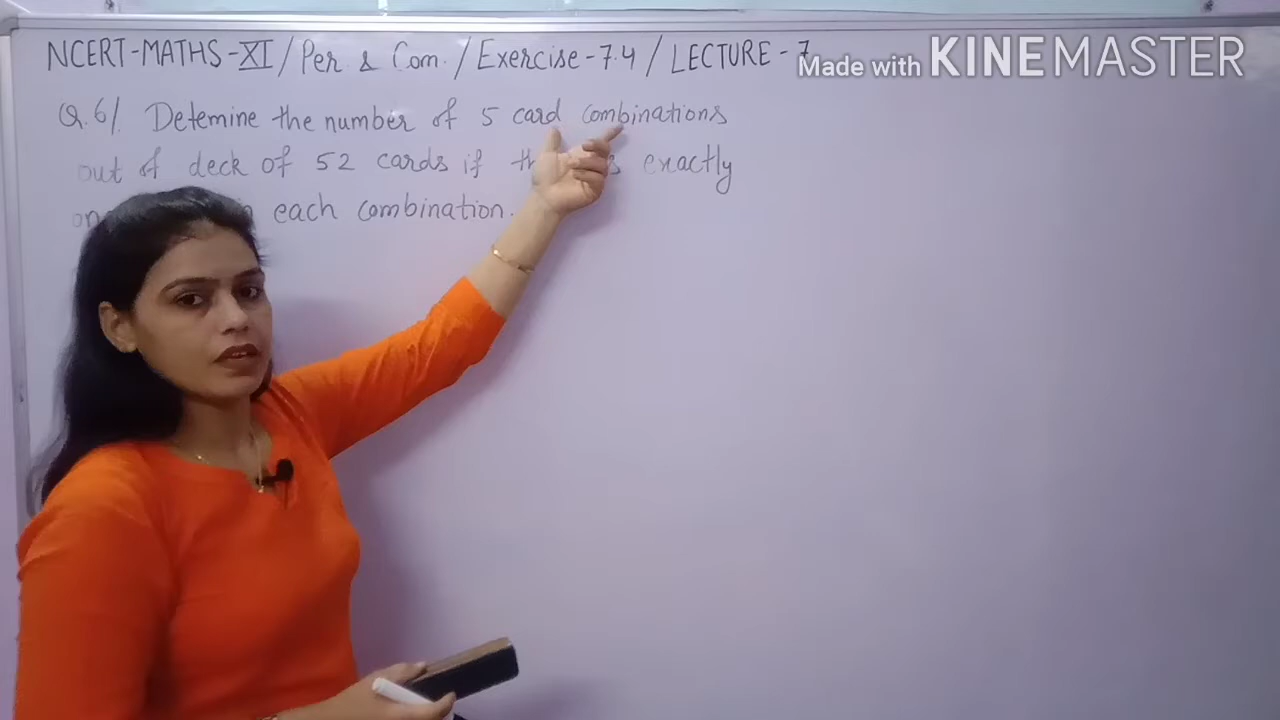 NCERT-MATHS-XI / Per & Com. / Exercise-7.4 / LECTURE-7
Made with KINEMASTER
Q.6/. Detemine the number of 5 card combinations
out of deck of 52 cards if exactly
each combination.